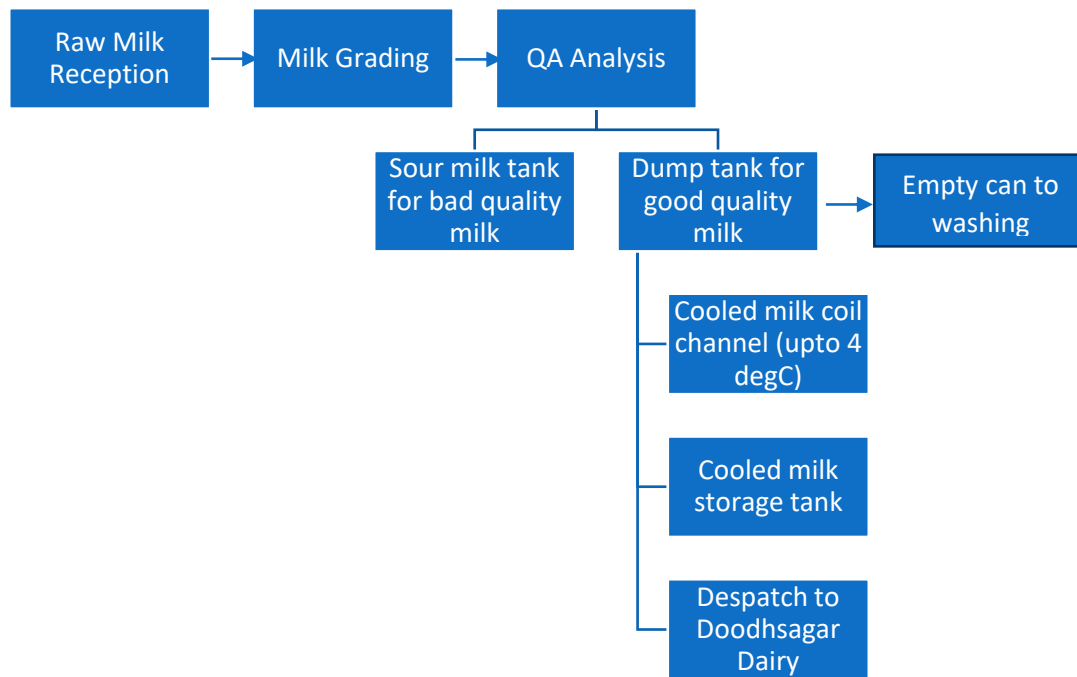 Raw Milk
Reception
Milk Grading
QA Analysis
Sour milk tank
for bad quality
milk
Dump tank for
good quality
milk
Empty can to
washing
Cooled milk coil
channel (upto 4
degC)
Cooled milk
storage tank
Despatch to
Doodhsagar
Dairy